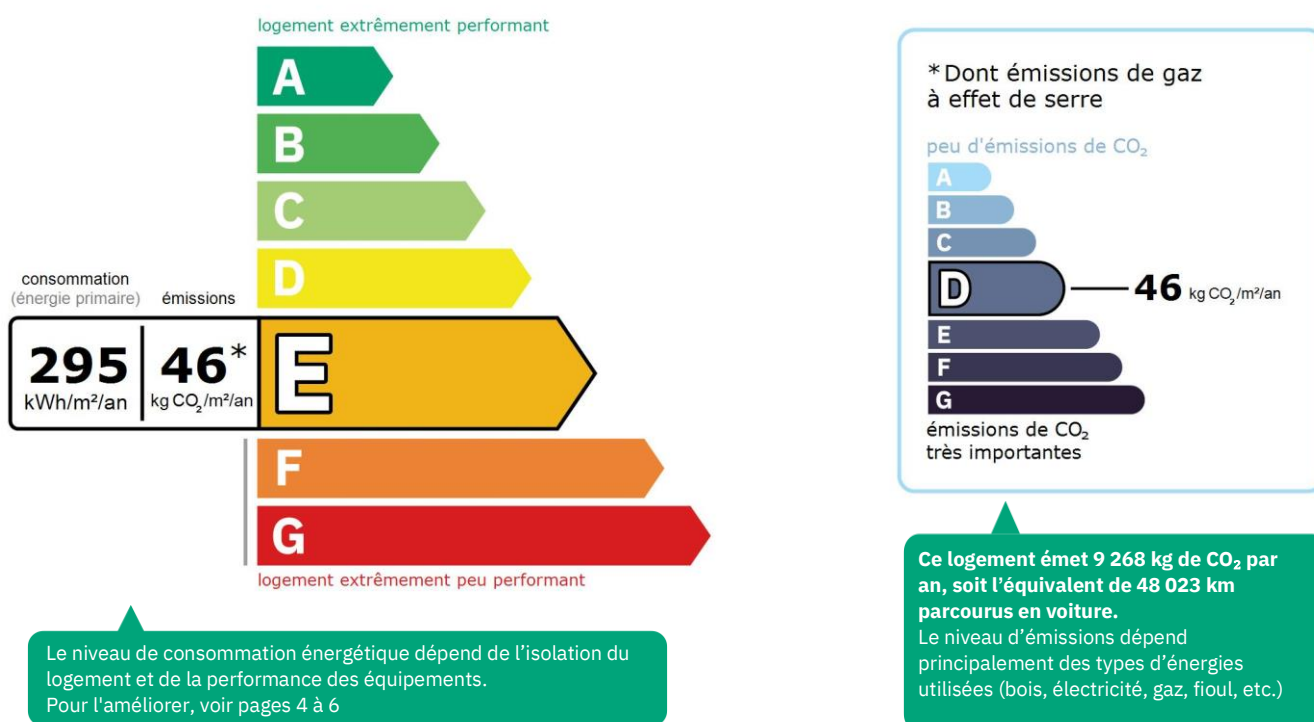 logement extrêmement performant
A
B
C
D
consommation
(énergie primaire)
émissions
295
kWh/m²/an
46*
kg CO₂/m²/an
E
F
G
logement extrêmement peu performant
Le niveau de consommation énergétique dépend de l’isolation du
logement et de la performance des équipements.
Pour l'améliorer, voir pages 4 à 6
*Dont émissions de gaz
à effet de serre
peu d'émissions de CO₂
A
B
C
D
46 kg CO₂/m²/an
E
F
G
émissions de CO₂
très importantes
Ce logement émet 9 268 kg de CO₂ par
an, soit l’équivalent de 48 023 km
parcourus en voiture.
Le niveau d’émissions dépend
principalement des types d’énergies
utilisées (bois, électricité, gaz, fioul, etc.)